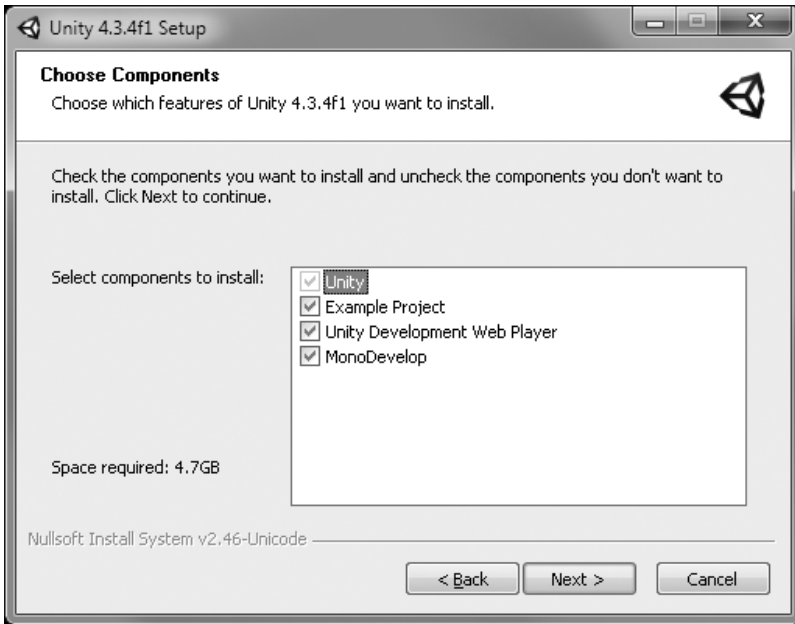 Unity 4.3.4f1 Setup
Choose Components
Choose which features of Unity 4.3.4f1 you want to install.
Check the components you want to install and uncheck the components you don't want to
install. Click Next to continue.
Select components to install:
Unity
Example Project
Unity Development Web Player
MonoDevelop
Space required: 4.7GB
Nullsoft Install System v2.46-Unicode
< Back
Next >
Cancel